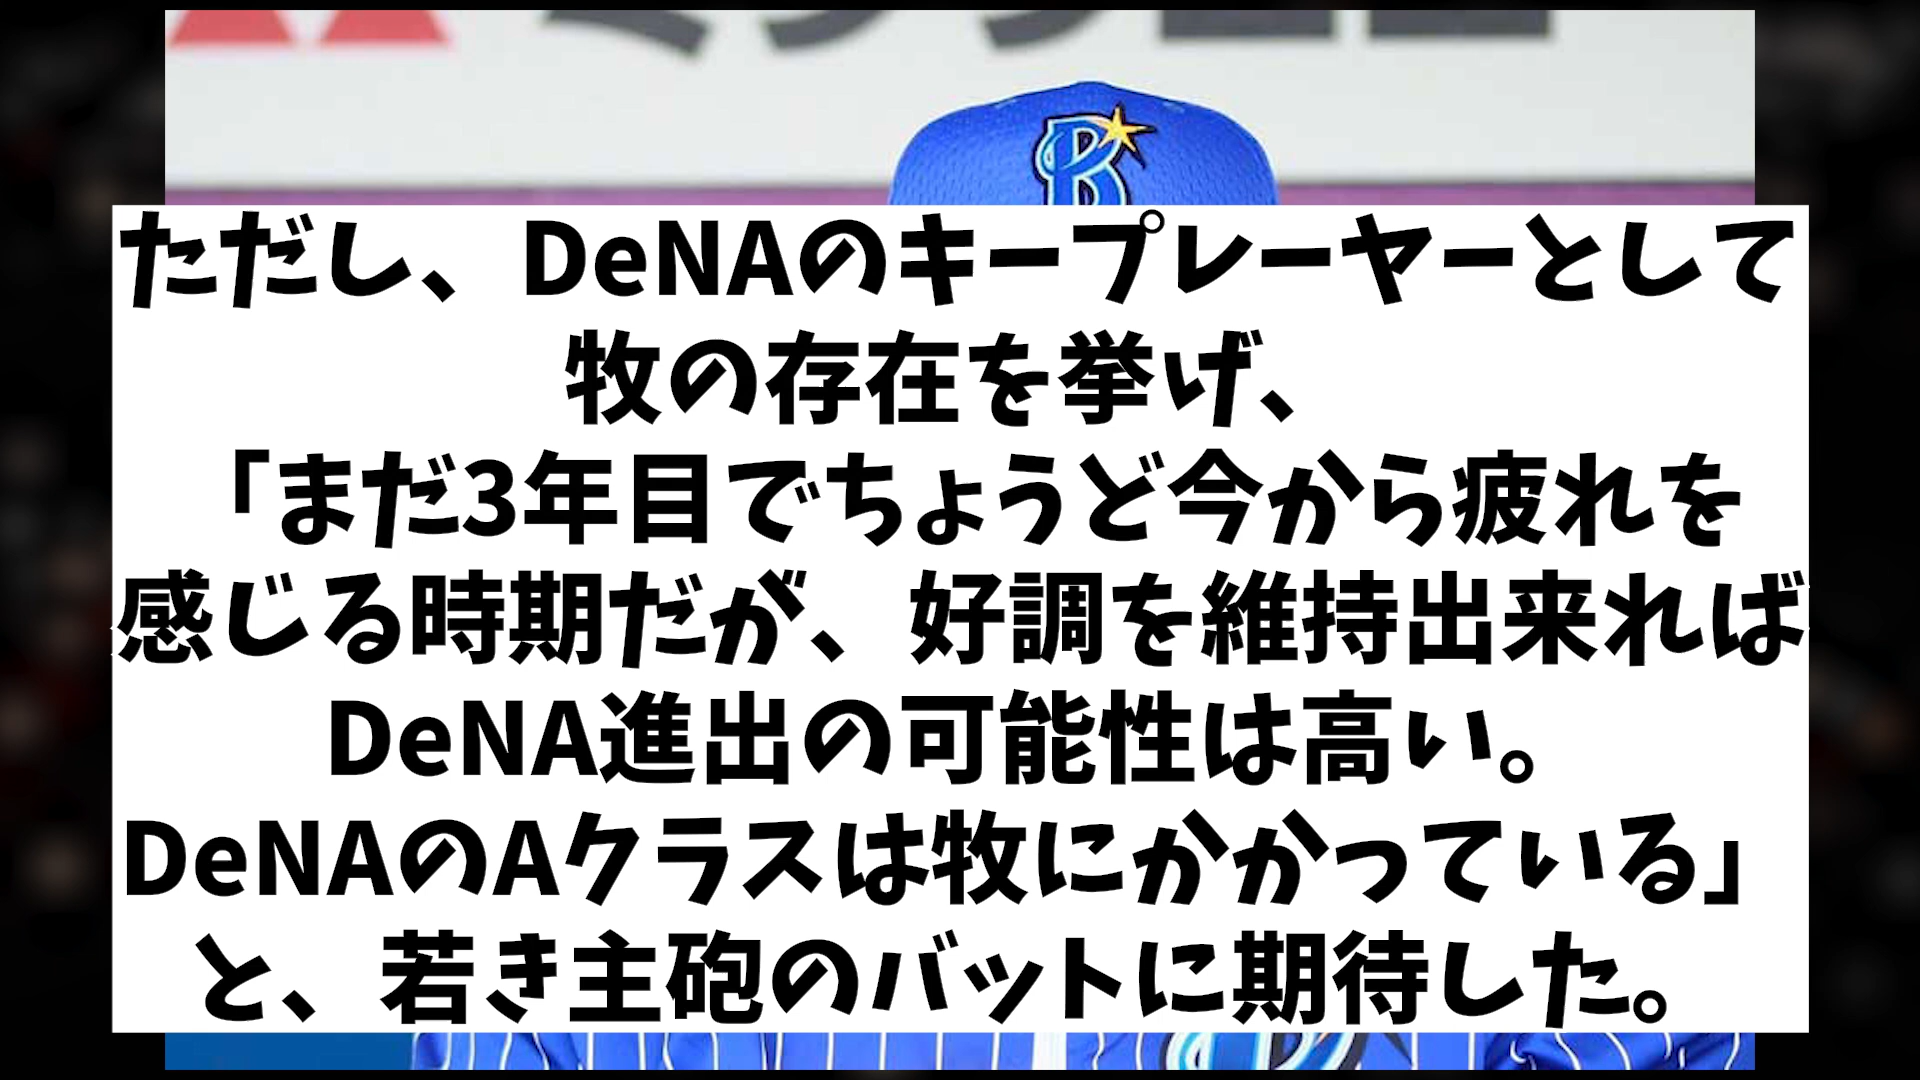 ただし、DeNAのキープレーヤーとして
牧の存在を挙げ、
「まだ3年目でちょうど今から疲れを
感じる時期だが、好調を維持出来れば
DeNA進出の可能性は高い。
DeNAのAクラスは牧にかかっている」
と、若き主砲のバットに期待した。